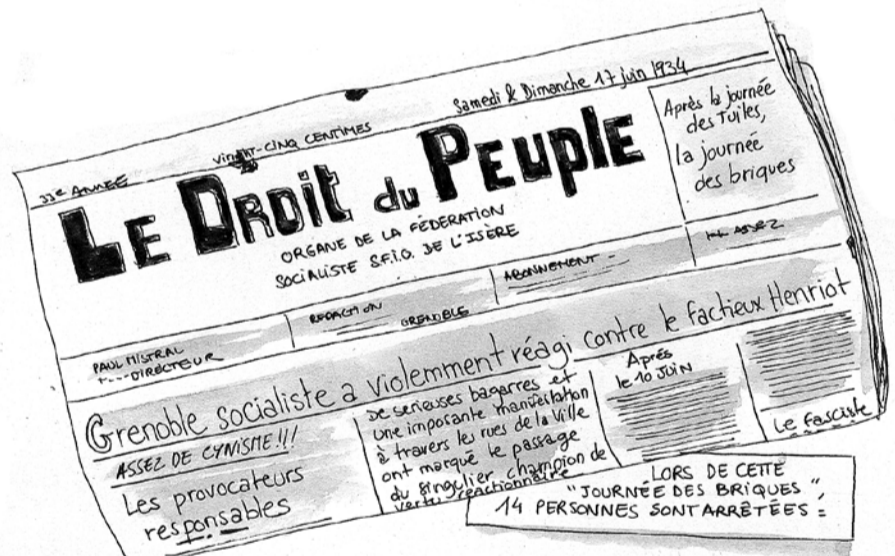 Samedi & Dimanche 17 juin 1934
33e ANNÉE
VINGT-CINQ CENTIMES
LE DROIT du PEUPLE
ORGANE DE LA FÉDÉRATION
SOCIALISTE S.F.I.O. DE L'ISÈRE
Après la journée
des Tuiles,
la journée
des briques
PAUL MISTRAL
DIRECTEUR
REDACTION
GRENOBLE
ABONNEMENT
Grenoble socialiste a violemment réagi contre le factieux Henriot
ASSEZ DE CYNISME!!!
Les provocateurs
responsables
De serieuses bagarres et
une imposante manifestation
à travers les rues de la ville
ont marqué le passage
du singulier champion de
vertu réactionnaire
Après
le 10 JUIN
Le fasciste
LORS DE CETTE
"JOURNÉE DES BRIQUES",
14 PERSONNES SONT ARRÊTÉES =